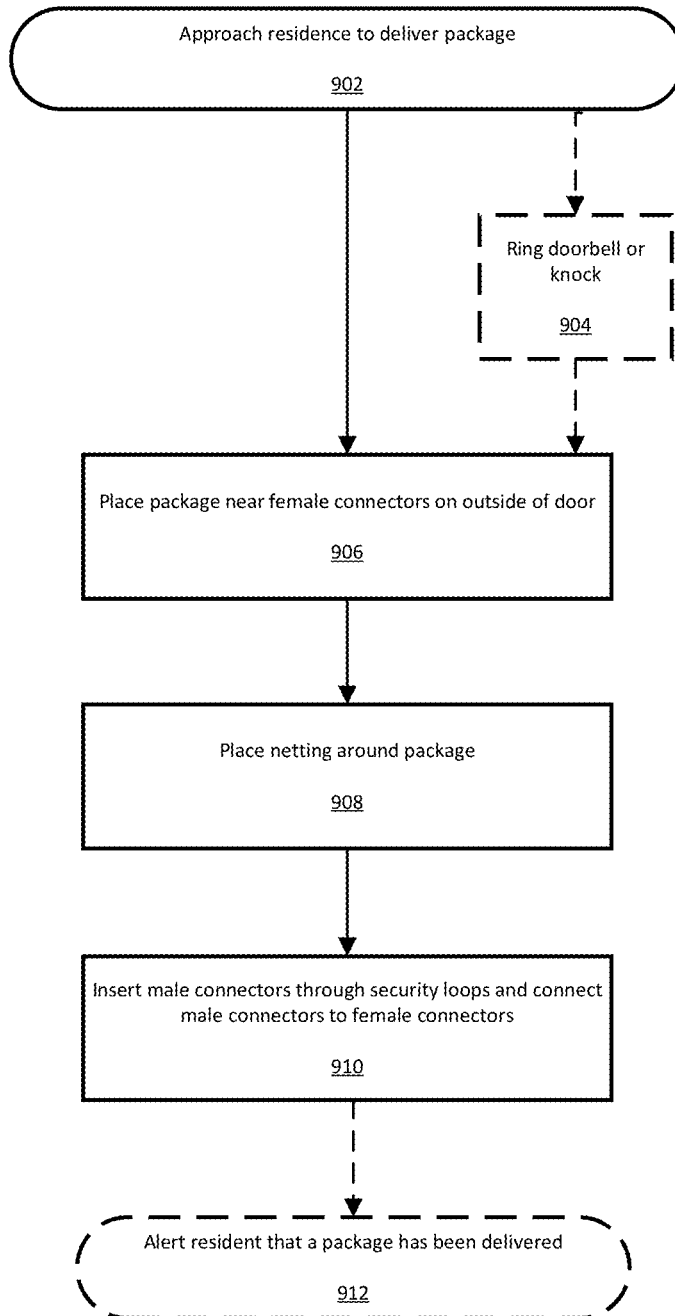 Approach residence to deliver package
902
Ring doorbell or
knock
904
Place package near female connectors on outside of door
906
Place netting around package
908
Insert male connectors through security loops and connect
male connectors to female connectors
910
Alert resident that a package has been delivered
912